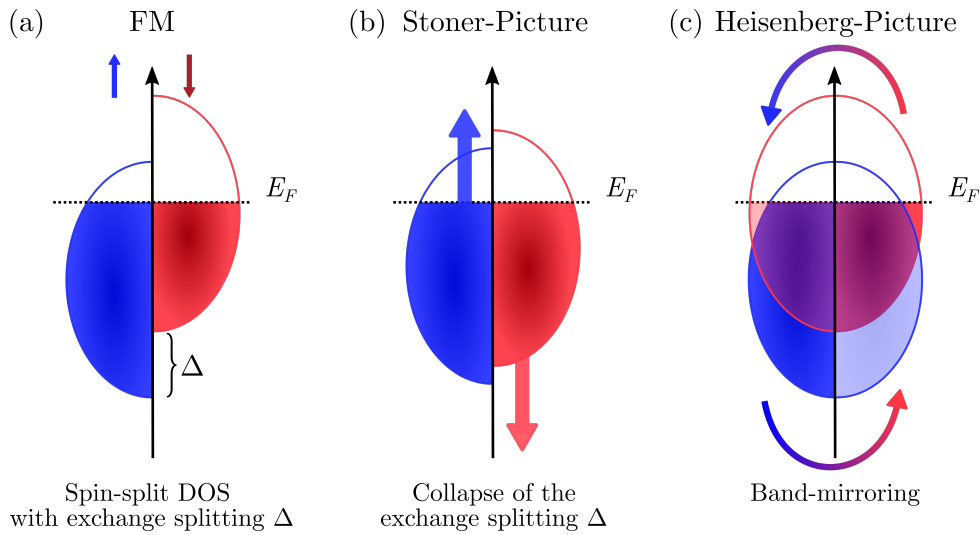 (a) FM
(b) Stoner-Picture
(c) Heisenberg-Picture
E_F
E_F
E_F
Δ
Spin-split DOS
with exchange splitting Δ
Collapse of the
exchange splitting Δ
Band-mirroring